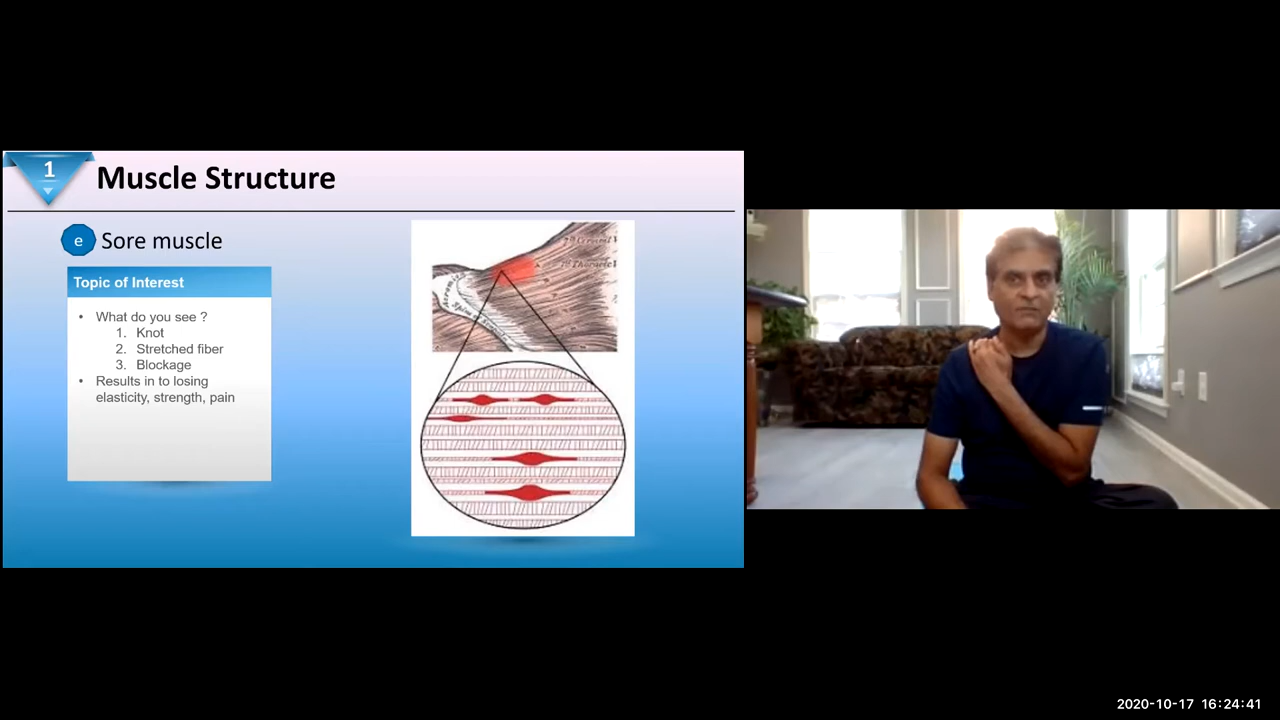 1
Muscle Structure
e
Sore muscle
Topic of Interest
• What do you see ?
1. Knot
2. Stretched fiber
3. Blockage
• Results in to losing
elasticity, strength, pain
2020-10-17 16:24:41